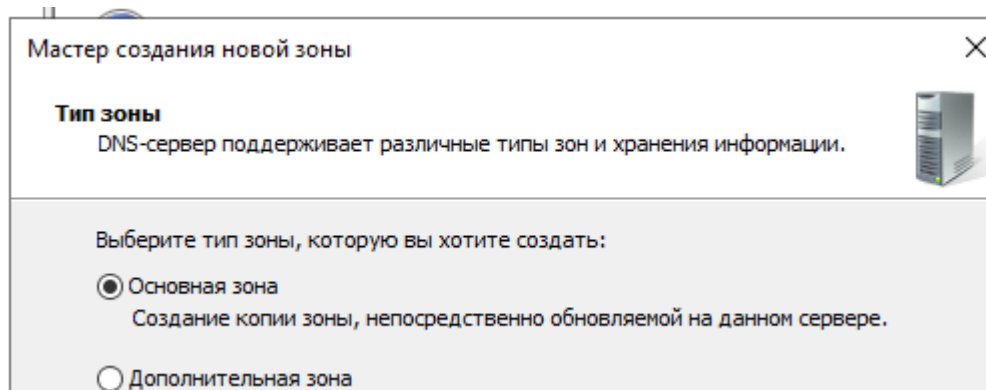 Мастер создания новой зоны
Тип зоны
DNS-сервер поддерживает различные типы зон и хранения информации.
Выберите тип зоны, которую вы хотите создать:
Основная зона
Создание копии зоны, непосредственно обновляемой на данном сервере.
Дополнительная зона